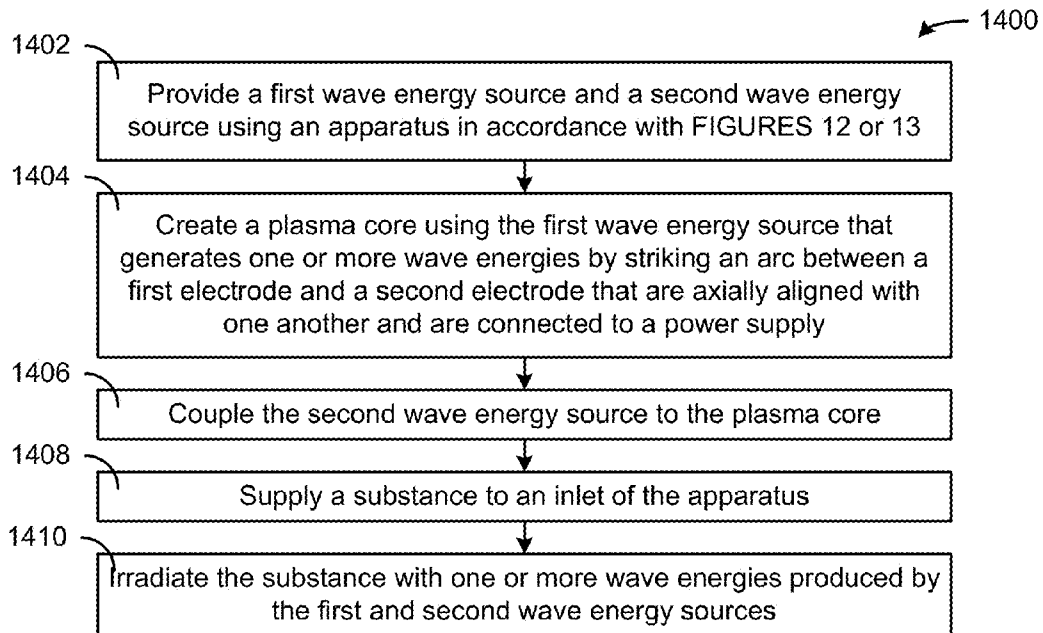 1400
1402
Provide a first wave energy source and a second wave energy
source using an apparatus in accordance with FIGURES 12 or 13
1404
Create a plasma core using the first wave energy source that
generates one or more wave energies by striking an arc between a
first electrode and a second electrode that are axially aligned with
one another and are connected to a power supply
1406
Couple the second wave energy source to the plasma core
1408
Supply a substance to an inlet of the apparatus
1410
Irradiate the substance with one or more wave energies produced by
the first and second wave energy sources